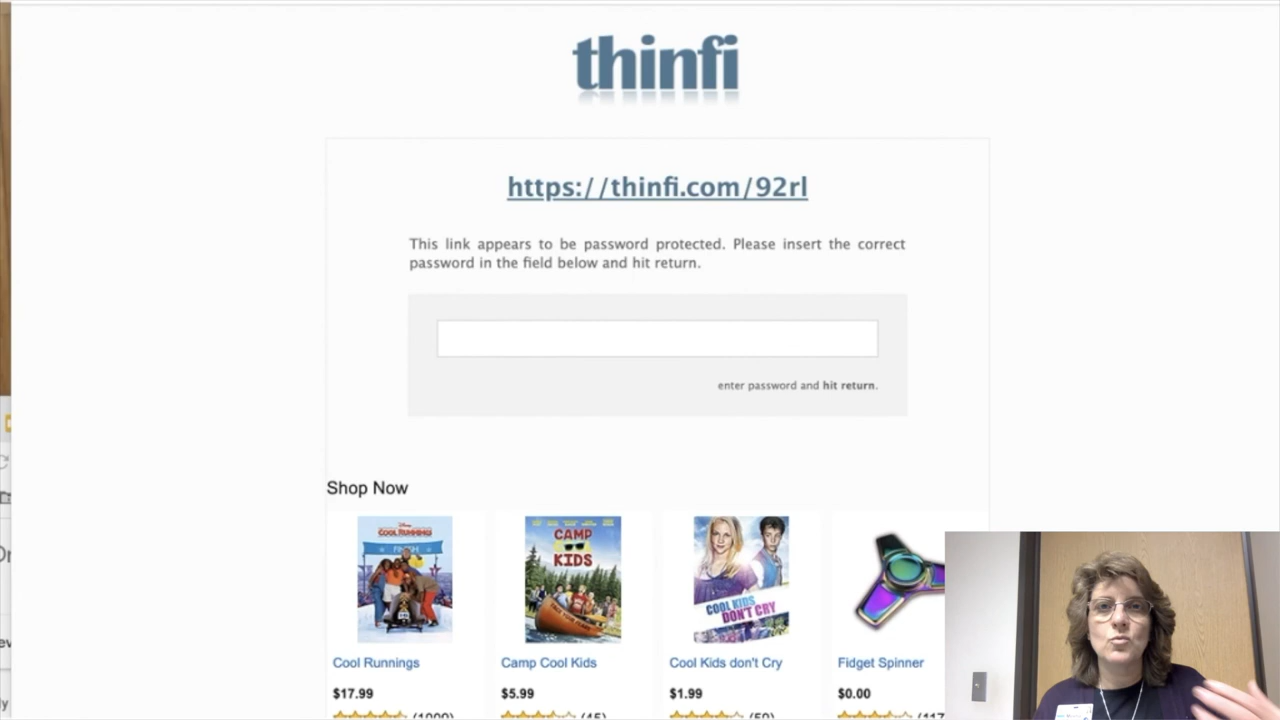 thinfi
https://thinfi.com/92rl
This link appears to be password protected. Please insert the correct
password in the field below and hit return.
enter password and hit return.
Shop Now
COOL RUNNINGS
CAMP
KIDS
COOL KIDS
DON'T CRY
Cool Runnings
Camp Cool Kids
Cool Kids don't Cry
Fidget Spinner
$17.99
$5.99
$1.99
$0.00